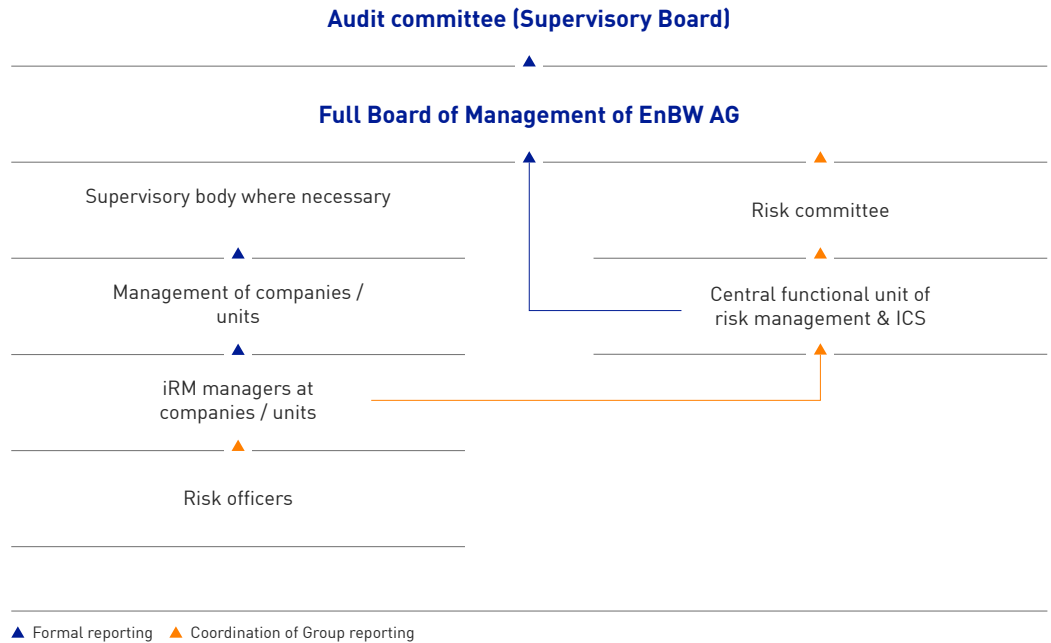 Audit committee (Supervisory Board)
Full Board of Management of EnBW AG
Supervisory body where necessary
Risk committee
Management of companies /
units
Central functional unit of
risk management & ICS
iRM managers at
companies / units
Risk officers
Formal reporting
Coordination of Group reporting